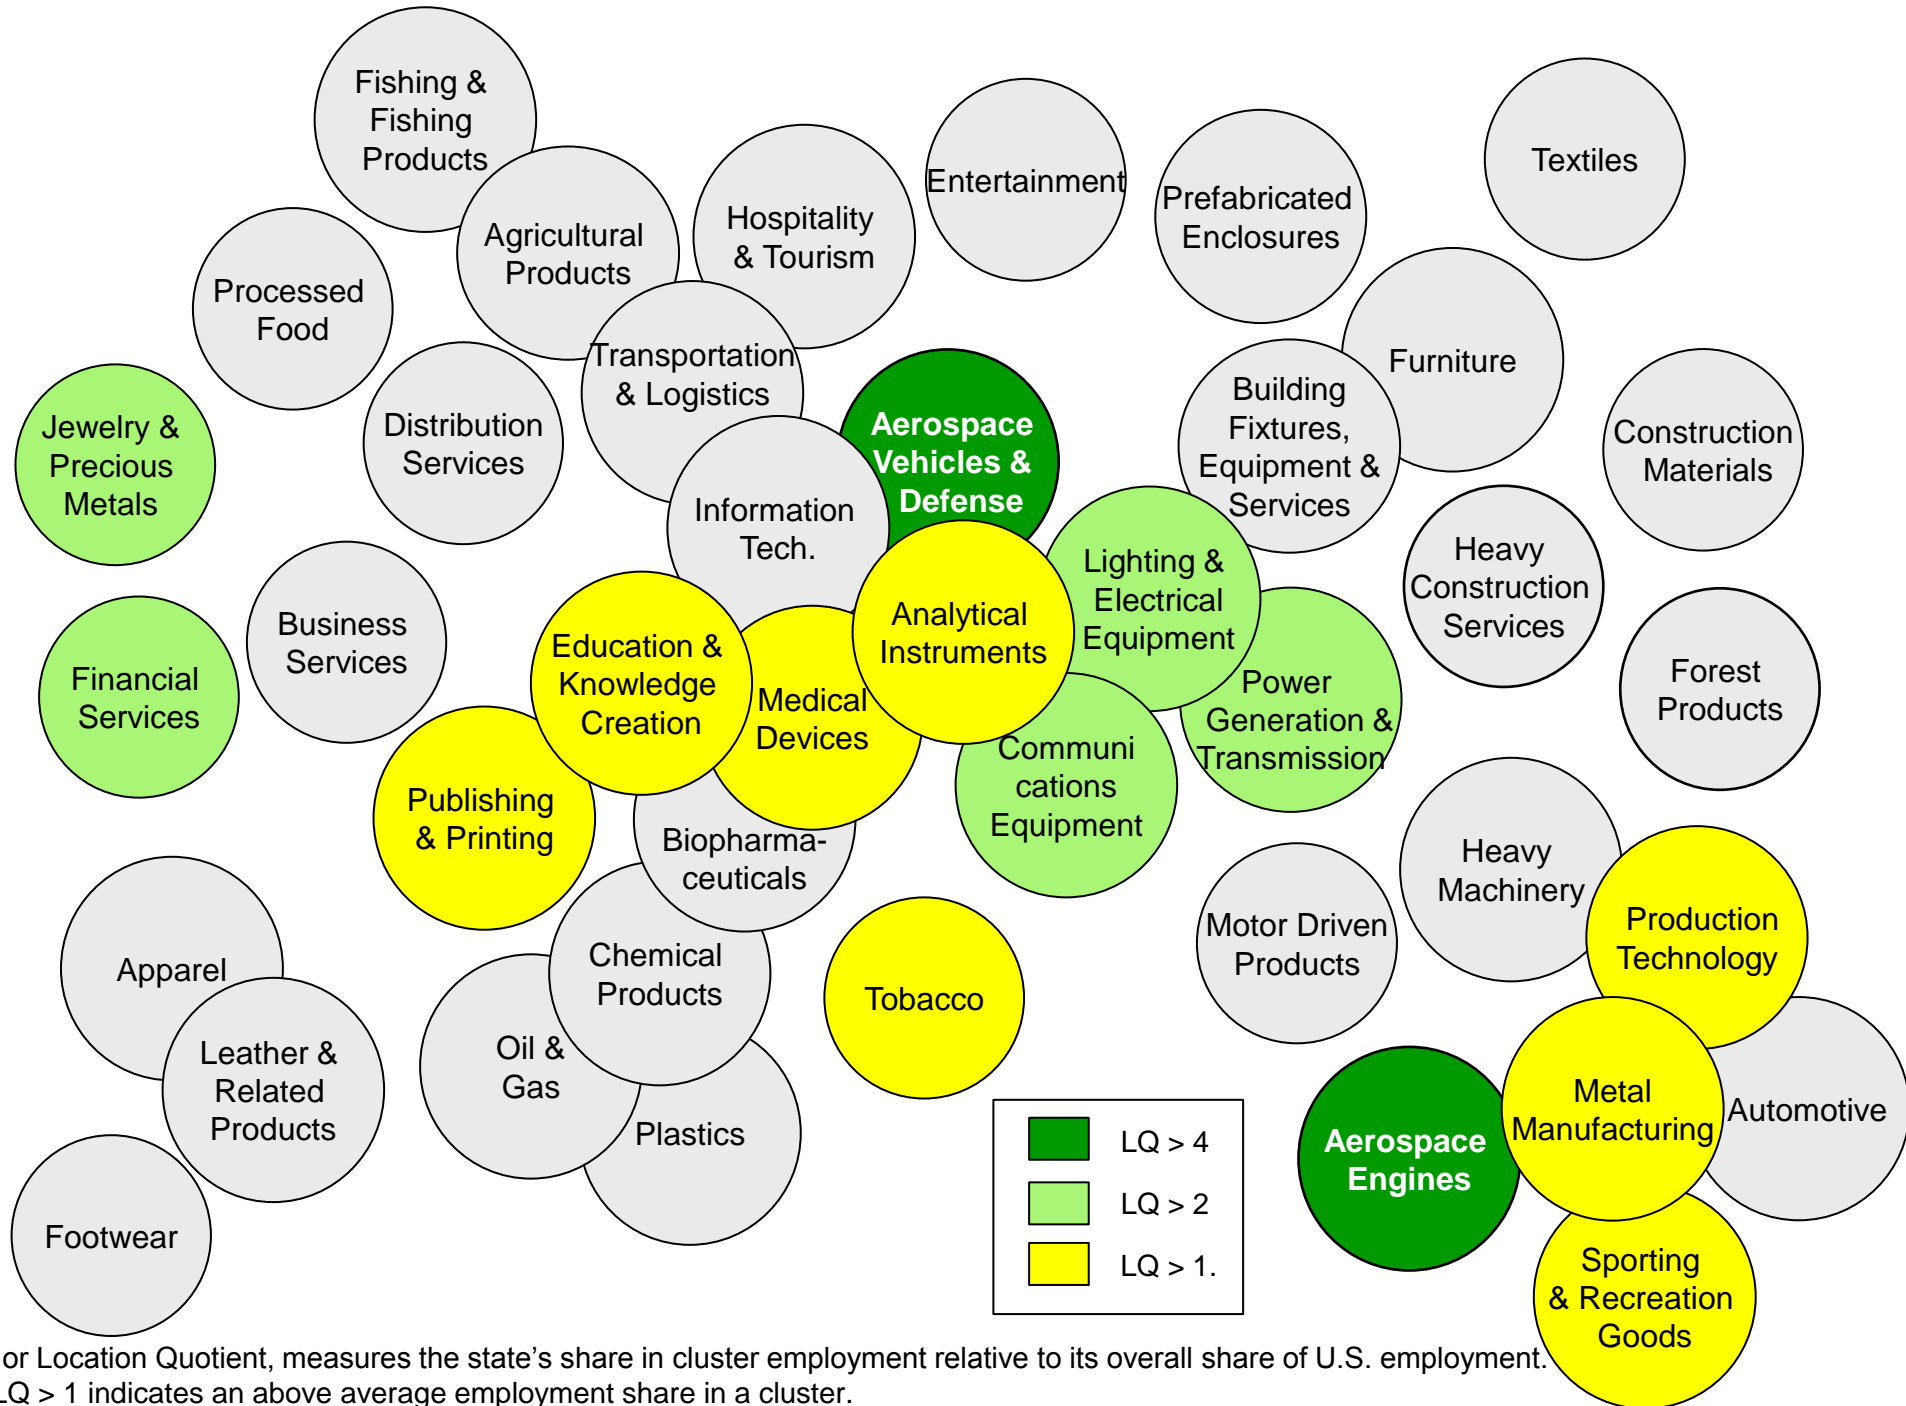 Fishing &
Fishing
Products
Textiles
Entertainment
Prefabricated
Enclosures
Hospitality
& Tourism
Agricultural
Products
Processed
Food
Transportation
& Logistics
Furniture
Building
Fixtures,
Equipment &
Services
Aerospace
Vehicles &
Defense
Jewelry &
Precious
Metals
Distribution
Services
Construction
Materials
Information
Tech.
Heavy
Construction
Services
Lighting &
Electrical
Equipment
Analytical
Instruments
Business
Services
Education &
Knowledge
Creation
Financial
Services
Medical
Devices
Power
Generation &
Transmission
Forest
Products
Communi
cations
Equipment
Publishing
& Printing
Biopharma-
ceuticals
Heavy
Machinery
Motor Driven
Products
Production
Technology
Apparel
Chemical
Products
Tobacco
Leather &
Related
Products
Oil &
Gas
Plastics
Metal
Manufacturing
Automotive
Aerospace
Engines
Footwear
Sporting
& Recreation
Goods
LQ > 4
LQ > 2
LQ > 1.
or Location Quotient, measures the state’s share in cluster employment relative to its overall share of U.S. employment.
LQ > 1 indicates an above average employment share in a cluster.